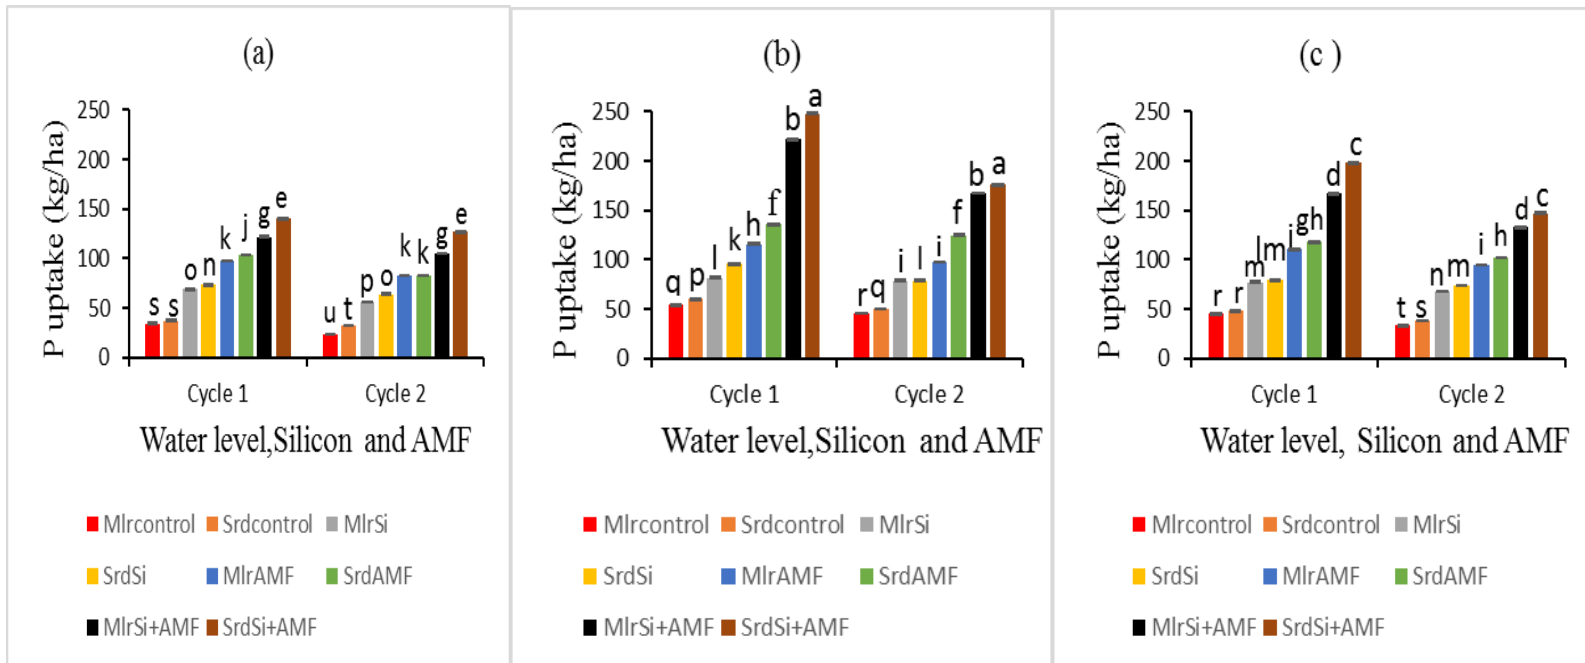 (a)
P uptake (kg/ha)
250
200
150
100
50
0
s s o n k j g e
u t p o k k g e
Cycle 1 Cycle 2
Water level,Silicon and AMF
Mlrcontrol Srdcontrol MlrSi
SrdSi MlrAMF SrdAMF
MlrSi+AMF SrdSi+AMF
(b)
P uptake (kg/ha)
250
200
150
100
50
0
q p l k h f b a
r q i l i f b a
Cycle 1 Cycle 2
Water level,Silicon and AMF
Mlrcontrol Srdcontrol MlrSi
SrdSi MlrAMF SrdAMF
MlrSi+AMF SrdSi+AMF
(c )
P uptake (kg/ha)
250
200
150
100
50
0
r r lm m i gh d c
t s n m i h d c
Cycle 1 Cycle 2
Water level, Silicon and AMF
Mlrcontrol Srdcontrol MlrSi
SrdSi MlrAMF SrdAMF
MlrSi+AMF SrdSi+AMF